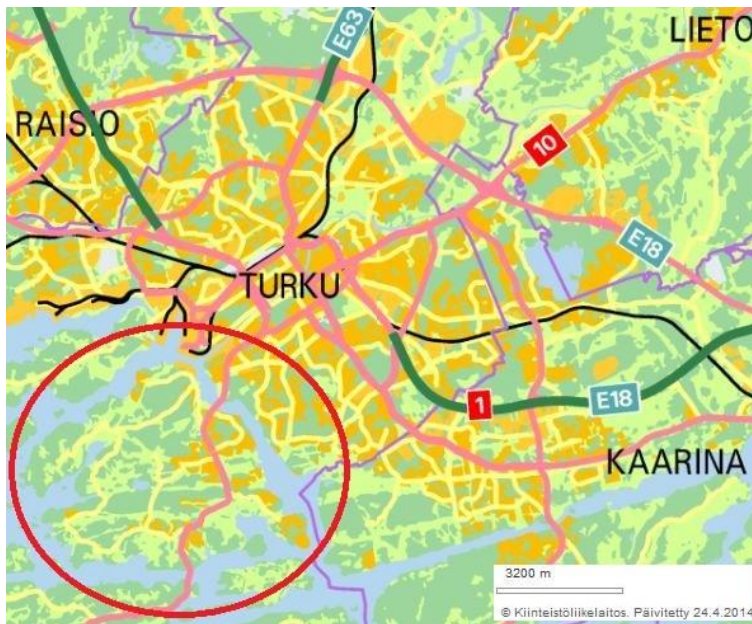 E63
LIETO
RAISIO
10
E18
TURKU
1
E18
KAARINA
3200 m
© Kiinteistöliikelaitos. Päivitetty 24.4.2014